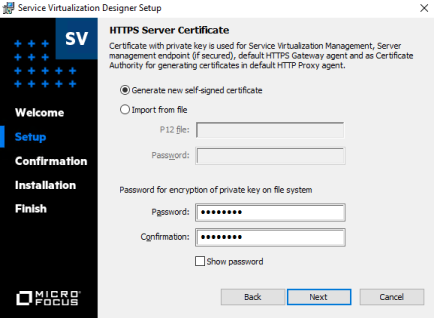 Service Virtualization Designer Setup
SV
Welcome
Setup
Confirmation
Installation
Finish
MICRO
FOCUS
HTTPS Server Certificate
Certificate with private key is used for Service Virtualization Management, Server
management endpoint (if secured), default HTTPS Gateway agent and as Certificate
Authority for generating certificates in default HTTP Proxy agent.
Generate new self-signed certificate
Import from file
P12 file:
Password:
Password for encryption of private key on file system
Password: ••••••••
Confirmation: ••••••••
Show password
Back Next Cancel